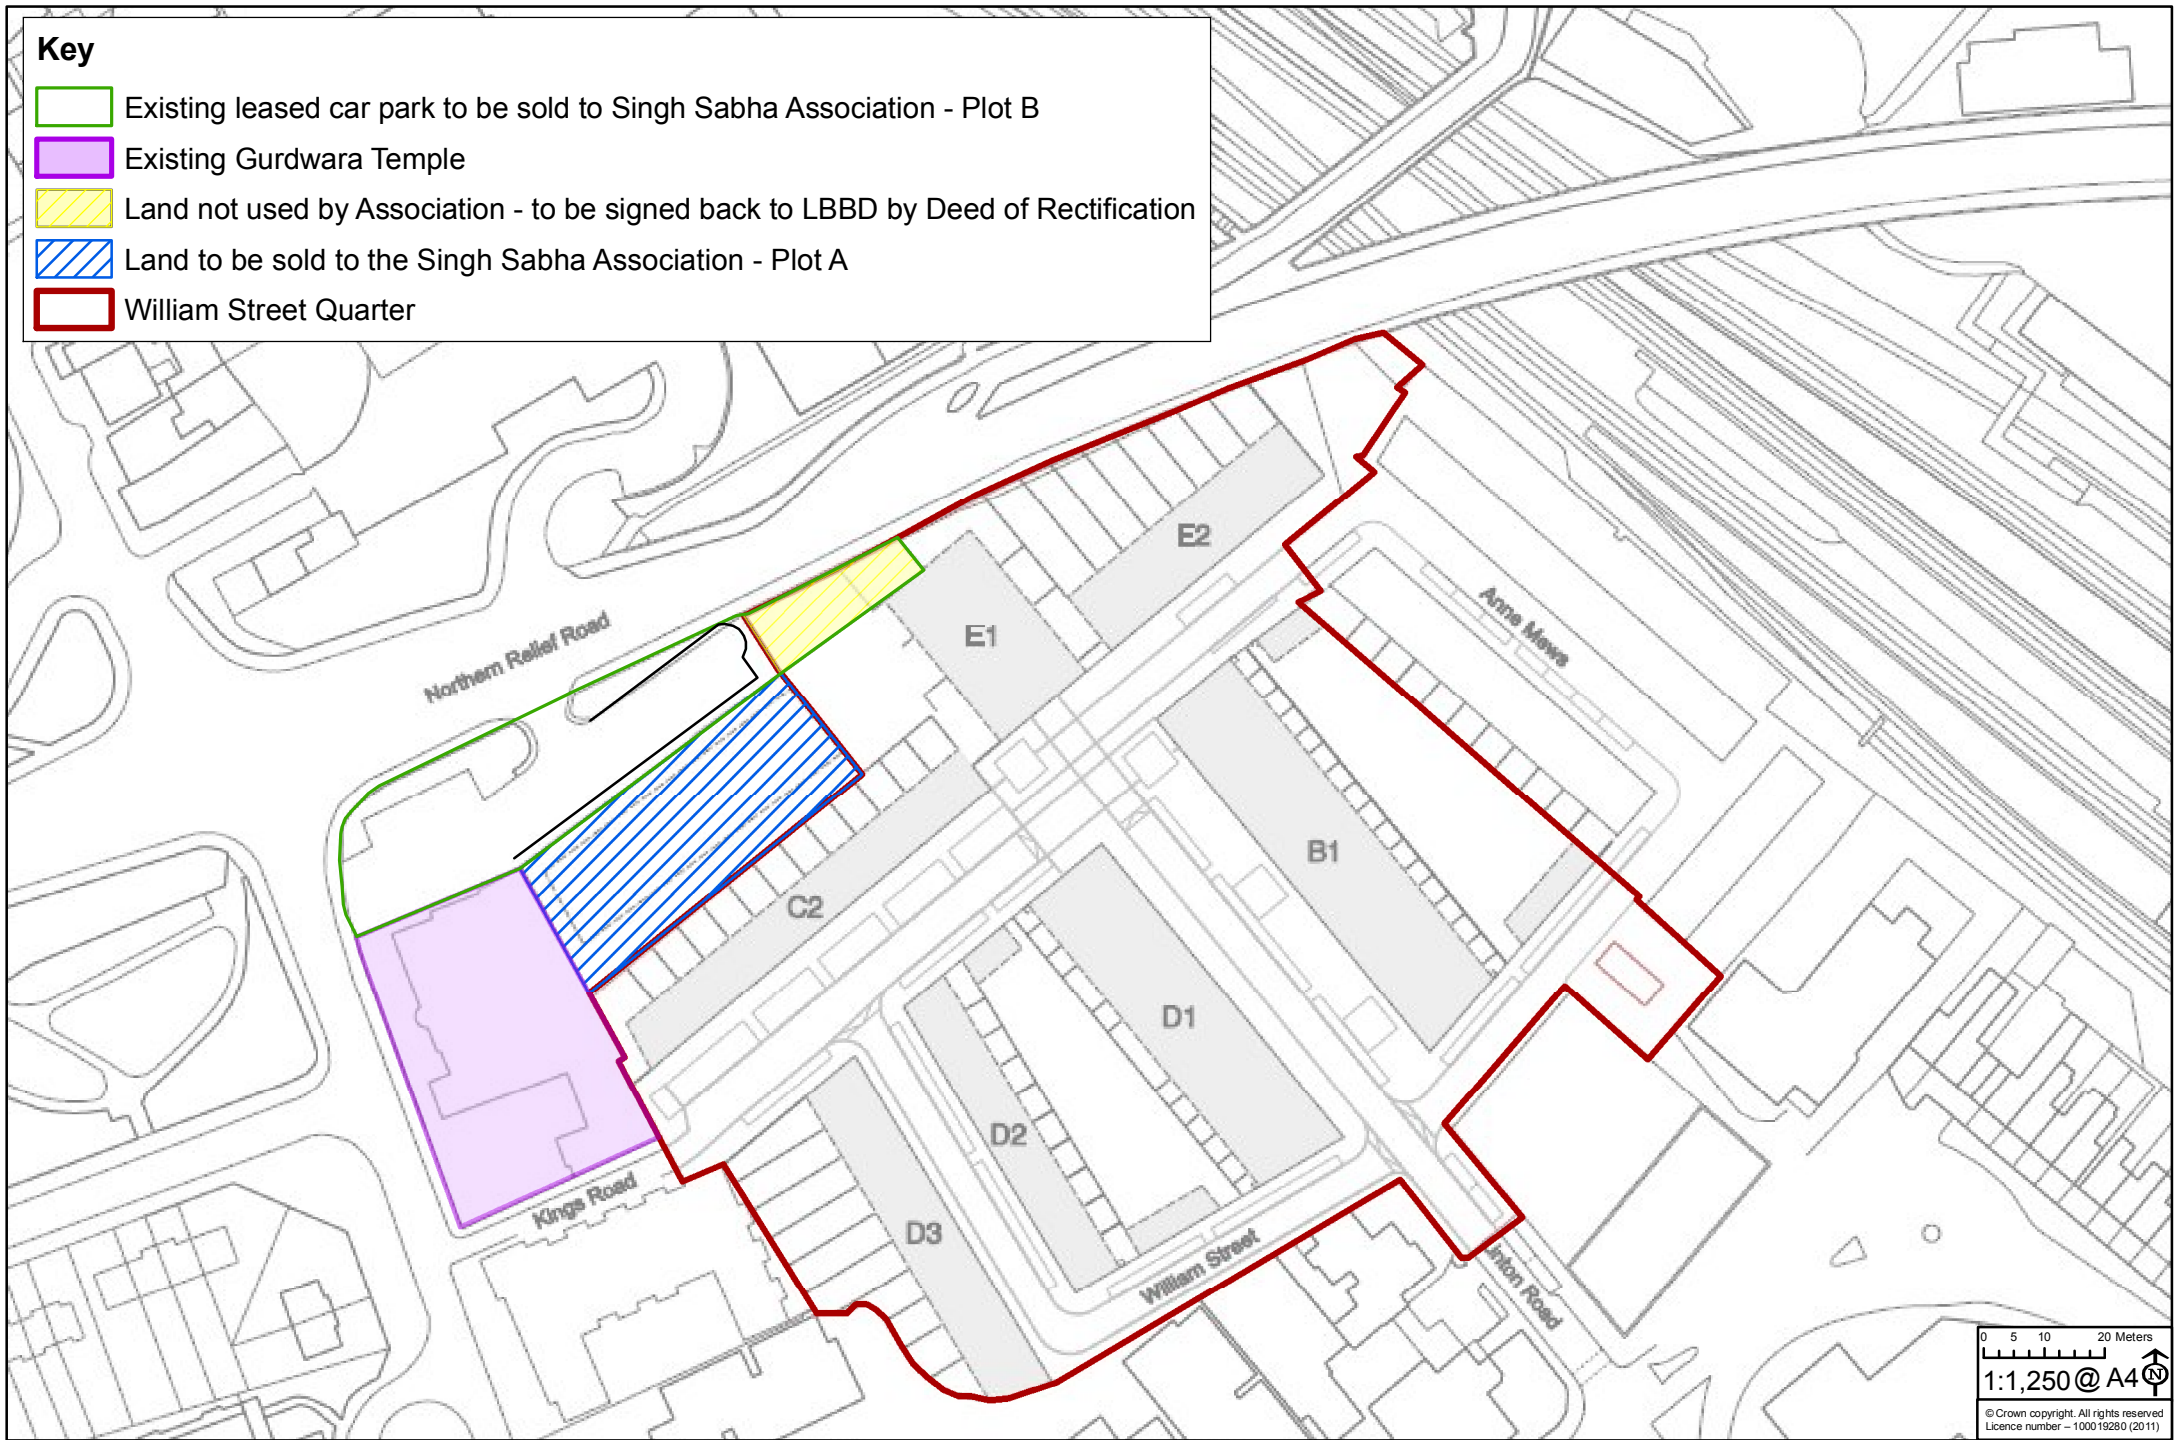 Key
Existing leased car park to be sold to Singh Sabha Association - Plot B
Existing Gurdwara Temple
Land not used by Association - to be signed back to LBBD by Deed of Rectification
Land to be sold to the Singh Sabha Association - Plot A
William Street Quarter
E2
Anne Mews
Northern Relief Road
E1
B1
C2
D1
D2
Kings Road
D3
William Street
Linton Road
0 5 10 20 Meters
1:1,250 @ A4
N
© Crown copyright. All rights reserved
Licence number – 100019280 (2011)